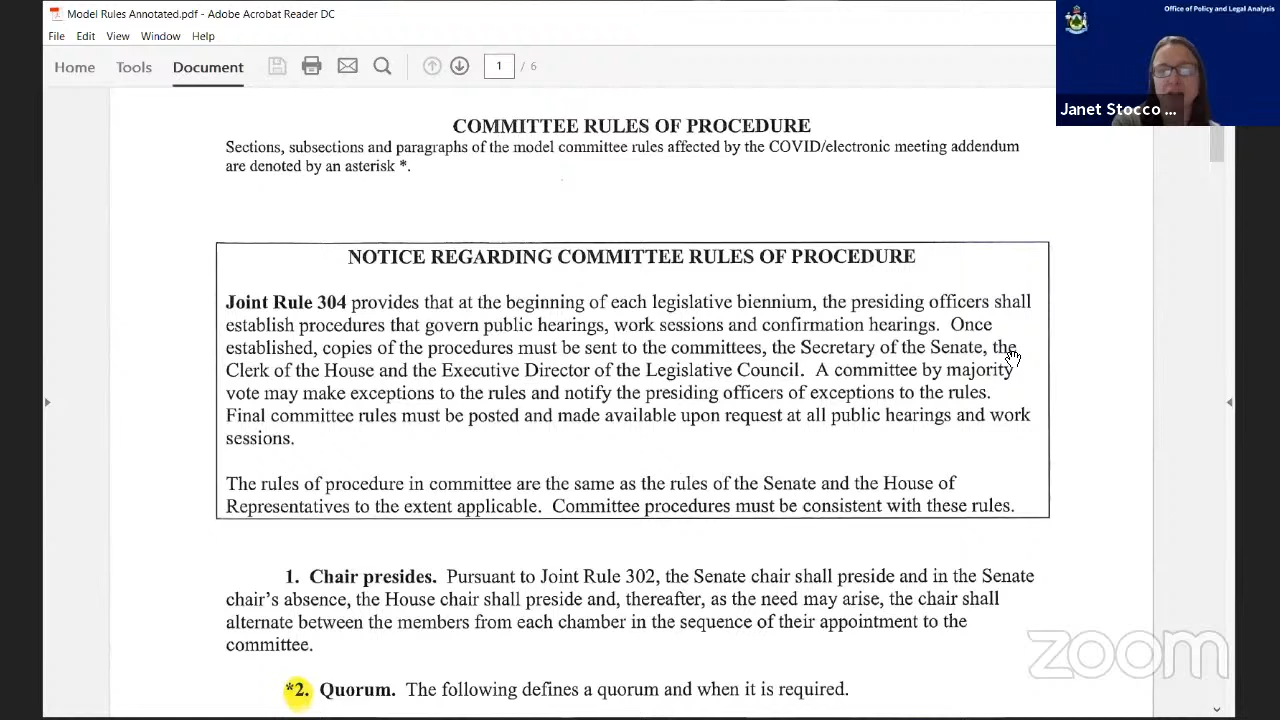 Model Rules Annotated.pdf - Adobe Acrobat Reader DC
File Edit View Window Help
Home Tools Document 1 / 6
Office of Policy and Legal Analysis
Janet Stocco ...
COMMITTEE RULES OF PROCEDURE
Sections, subsections and paragraphs of the model committee rules affected by the COVID/electronic meeting addendum
are denoted by an asterisk *.
NOTICE REGARDING COMMITTEE RULES OF PROCEDURE
Joint Rule 304 provides that at the beginning of each legislative biennium, the presiding officers shall
establish procedures that govern public hearings, work sessions and confirmation hearings. Once
established, copies of the procedures must be sent to the committees, the Secretary of the Senate, the
Clerk of the House and the Executive Director of the Legislative Council. A committee by majority
vote may make exceptions to the rules and notify the presiding officers of exceptions to the rules.
Final committee rules must be posted and made available upon request at all public hearings and work
sessions.
The rules of procedure in committee are the same as the rules of the Senate and the House of
Representatives to the extent applicable. Committee procedures must be consistent with these rules.
1. Chair presides. Pursuant to Joint Rule 302, the Senate chair shall preside and in the Senate
chair's absence, the House chair shall preside and, thereafter, as the need may arise, the chair shall
alternate between the members from each chamber in the sequence of their appointment to the
committee.
*2. Quorum. The following defines a quorum and when it is required.
zoom